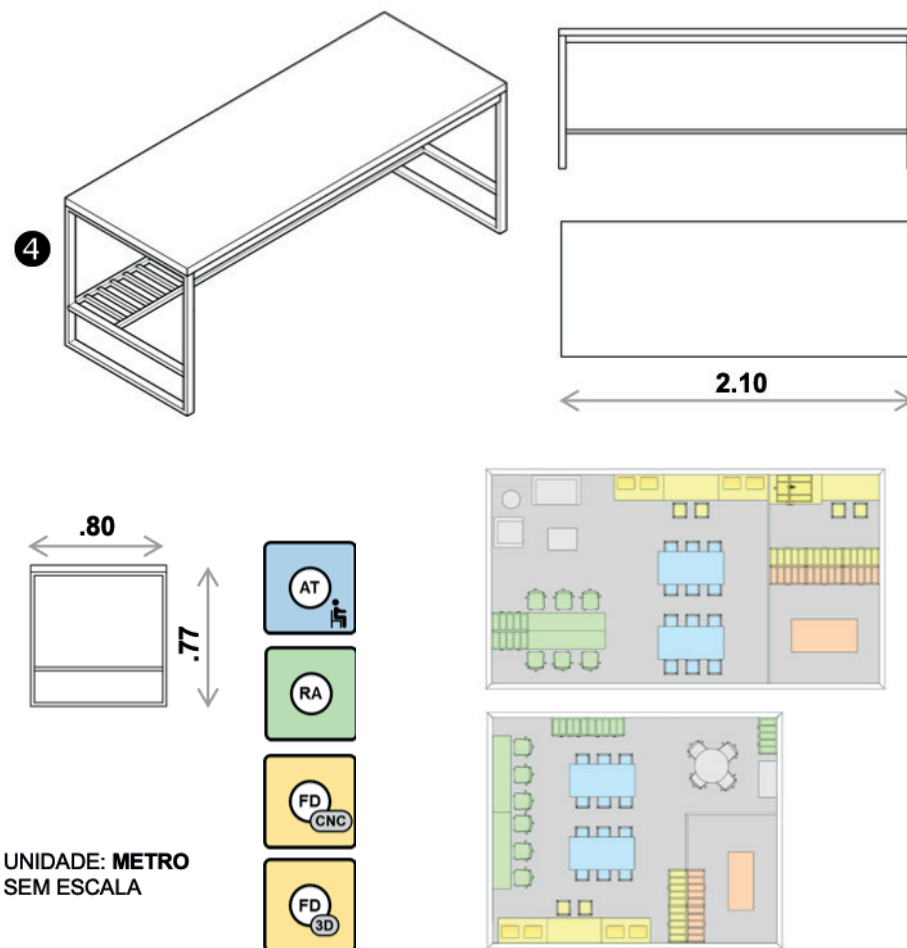 4
2.10
.80
.77
AT
RA
FD
CNC
FD
3D
UNIDADE: METRO
SEM ESCALA